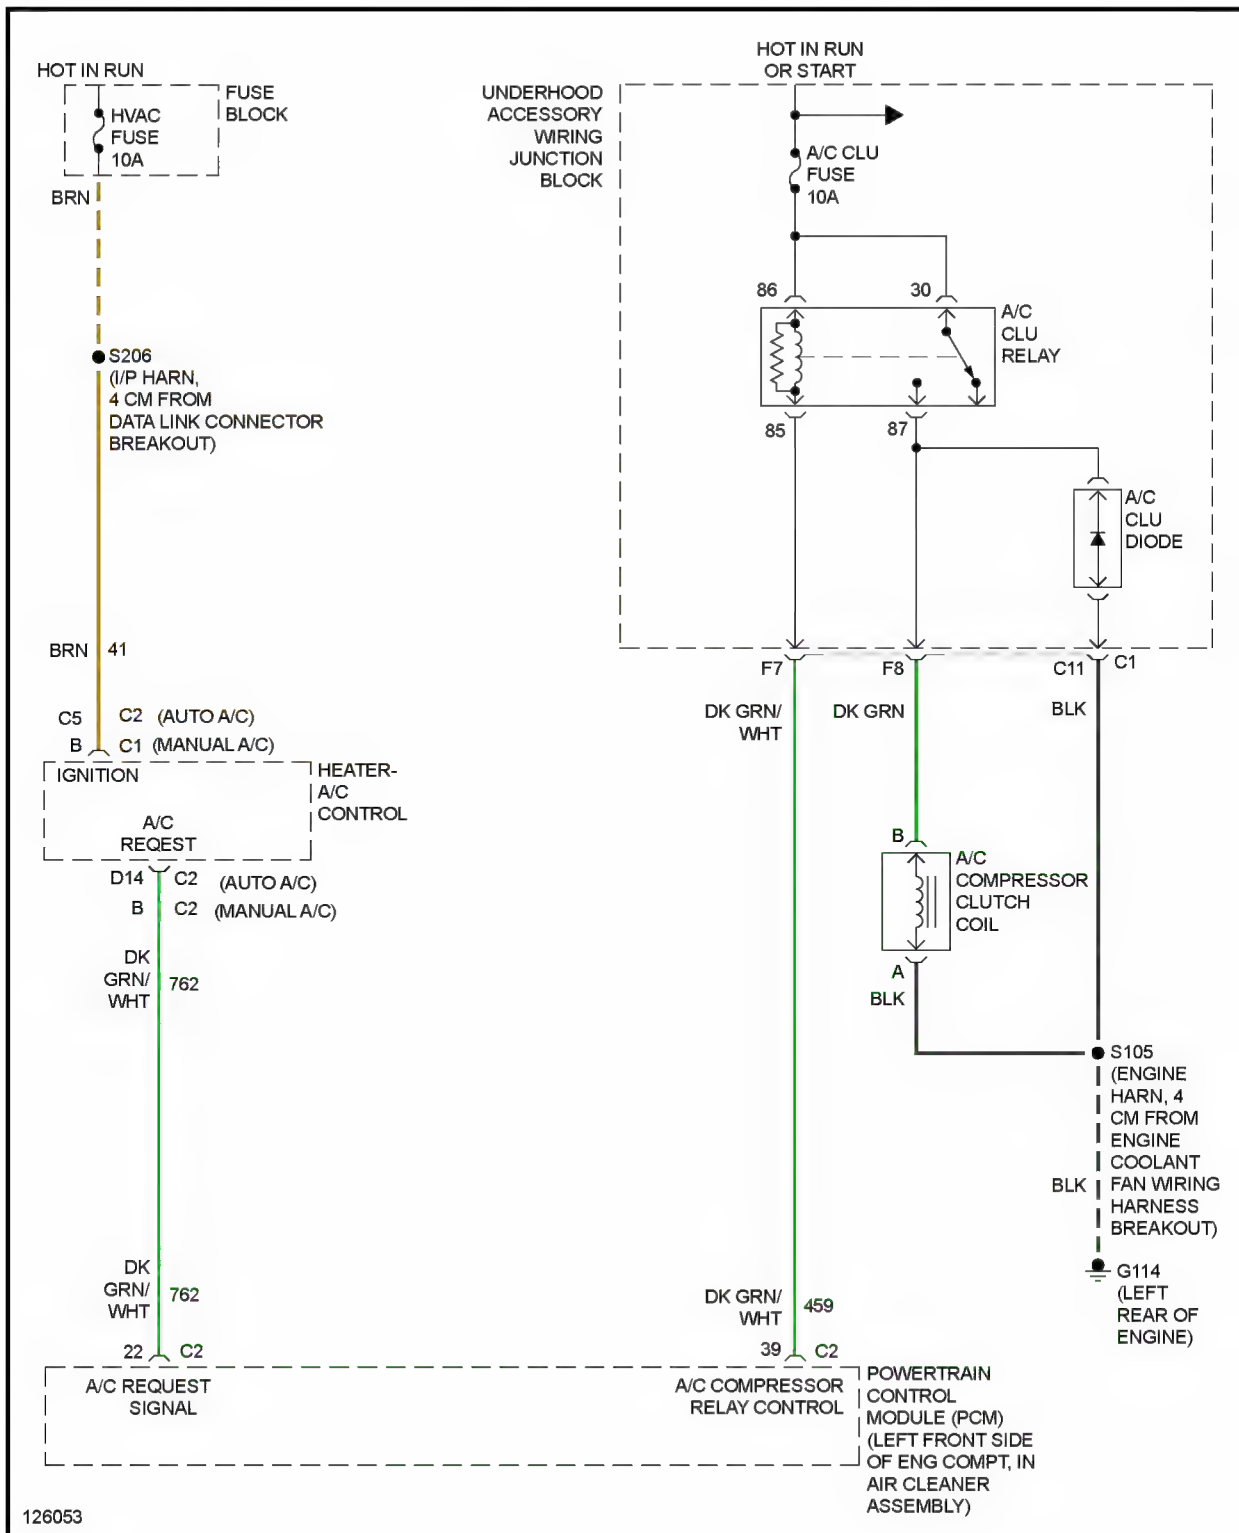 HOT IN RUN
FUSE
BLOCK
HVAC
FUSE
10A
BRN
S206
(I/P HARN,
4 CM FROM
DATA LINK CONNECTOR
BREAKOUT)
BRN 41
C5 C2 (AUTO A/C)
B C1 (MANUAL A/C)
IGNITION
HEATER-
A/C
CONTROL
A/C
REQEST
D14 C2 (AUTO A/C)
B C2 (MANUAL A/C)
DK
GRN/
WHT
762
DK
GRN/
WHT
762
22 C2
A/C REQUEST
SIGNAL
HOT IN RUN
OR START
UNDERHOOD
ACCESSORY
WIRING
JUNCTION
BLOCK
A/C CLU
FUSE
10A
86 30
A/C
CLU
RELAY
85 87
A/C
CLU
DIODE
F7 F8 C11 C1
DK GRN/
WHT
DK GRN
BLK
B
A/C
COMPRESSOR
CLUTCH
COIL
A
BLK
S105
(ENGINE
HARN, 4
CM FROM
ENGINE
COOLANT
FAN WIRING
HARNESS
BREAKOUT)
BLK
G114
(LEFT
REAR OF
ENGINE)
DK GRN/
WHT
459
39 C2
A/C COMPRESSOR
RELAY CONTROL
POWERTRAIN
CONTROL
MODULE (PCM)
(LEFT FRONT SIDE
OF ENG COMPT, IN
AIR CLEANER
ASSEMBLY)
126053